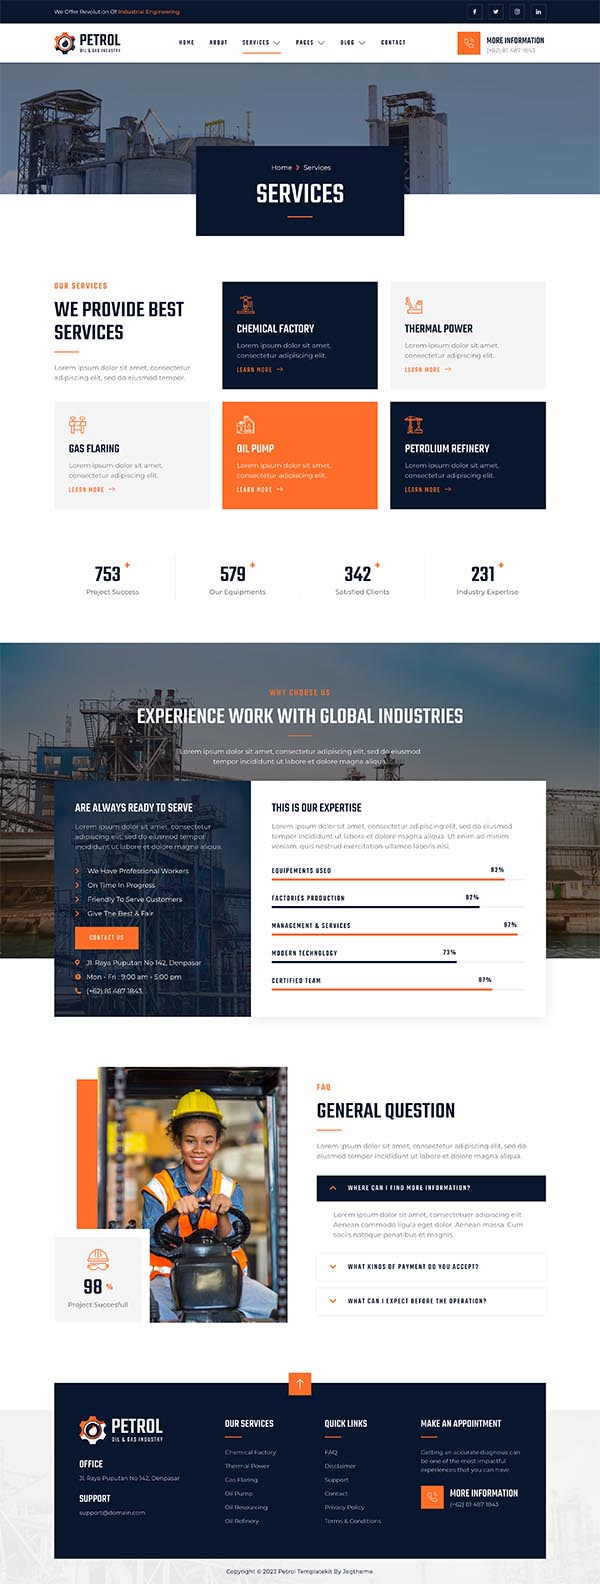 We Offer Revolution Of Industrial Engineering
PETROL
OIL & GAS INDUSTRY
HOME
ABOUT
SERVICES
PAGES
BLOG
CONTACT
MORE INFORMATION
(+62) 81 487 1843
Home > Services
SERVICES
OUR SERVICES
WE PROVIDE BEST
SERVICES
Lorem ipsum dolor sit amet, consectetur
adipiscing elit, sed do eiusmod tempor.
CHEMICAL FACTORY
Lorem ipsum dolor sit amet,
consectetur adipiscing elit.
LEARN MORE →
THERMAL POWER
Lorem ipsum dolor sit amet,
consectetur adipiscing elit.
LEARN MORE →
GAS FLARING
Lorem ipsum dolor sit amet,
consectetur adipiscing elit.
LEARN MORE →
OIL PUMP
Lorem ipsum dolor sit amet,
consectetur adipiscing elit.
LEARN MORE →
PETROLIUM REFINERY
Lorem ipsum dolor sit amet,
consectetur adipiscing elit.
LEARN MORE →
753 +
Project Success
579 +
Our Equipments
342 +
Satisfied Clients
231 +
Industry Expertise
WHY CHOOSE US
EXPERIENCE WORK WITH GLOBAL INDUSTRIES
Lorem ipsum dolor sit amet, consectetur adipiscing elit, sed do eiusmod
tempor incididunt ut labore et dolore magna aliqua.
ARE ALWAYS READY TO SERVE
Lorem ipsum dolor sit amet, consectetur
adipiscing elit, sed do eiusmod tempor
incididunt ut labore et dolore magna aliqua.
We Have Professional Workers
On Time In Progress
Friendly To Serve Customers
Give The Best & Fair
CONTACT US
Jl. Raya Puputan No 142, Denpasar
Mon - Fri : 9:00 am - 5:00 pm
(+62) 81.487.1843
THIS IS OUR EXPERTISE
Lorem ipsum dolor sit amet, consectetur adipiscing elit, sed do eiusmod
tempor incididunt ut labore et dolore magna aliqua. Ut enim ad minim
veniam, quis nostrud exercitation ullamco laboris nisi.
EQUIPEMENTS USED 92%
FACTORIES PRODUCTION 82%
MANAGEMENT & SERVICES 97%
MODERN TECHNOLOGY 73%
CERTIFIED TEAM 87%
98 %
Project Succesfull
FAQ
GENERAL QUESTION
Lorem ipsum dolor sit amet, consectetur adipiscing elit, sed do
eiusmod tempor incididunt ut labore et dolore magna aliqua.
WHERE CAN I FIND MORE INFORMATION?
Lorem ipsum dolor sit amet, consectetuer adipiscing elit.
Aenean commodo ligula eget dolor. Aenean massa. Cum
sociis natoque penatibus et magnis.
WHAT KINDS OF PAYMENT DO YOU ACCEPT?
WHAT CAN I EXPECT BEFORE THE OPERATION?
PETROL
OIL & GAS INDUSTRY
OFFICE
Jl. Raya Puputan No 142, Denpasar
SUPPORT
support@domain.com
OUR SERVICES
Chemical Factory
Thermal Power
Gas Flaring
Oil Pump
Oil Resourcing
Oil Refinery
QUICK LINKS
FAQ
Disclaimer
Support
Contact
Privacy Policy
Terms & Conditions
MAKE AN APPOINTMENT
Getting an accurate diagnosis can
be one of the most impactful
experiences that you can have.
MORE INFORMATION
(+62) 81 487 1843
Copyright © 2023 Petrol Templatekit By Jegtheme.